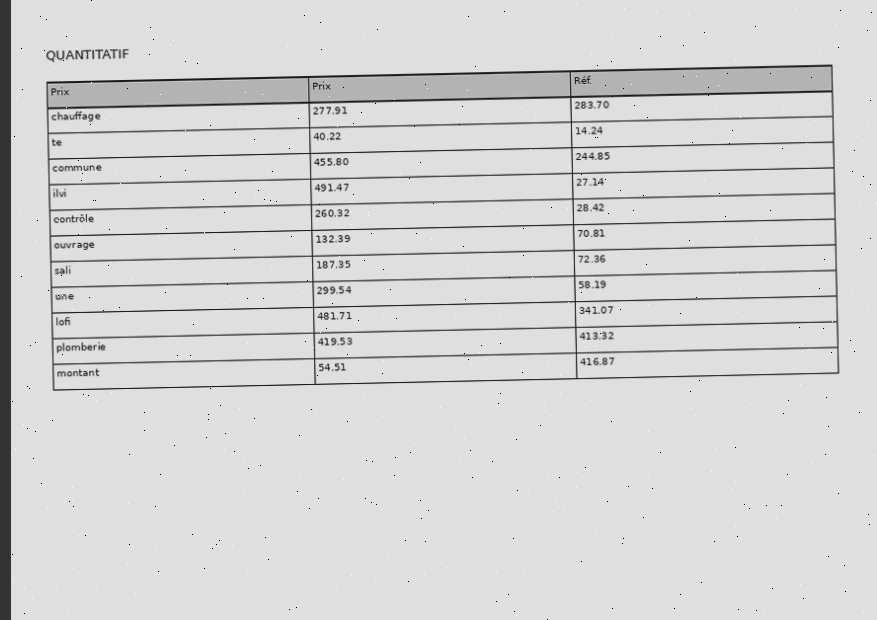 QUANTITATIF
Prix Prix Réf.
chauffage 277.91 283.70
te 40.22 14.24
commune 455.80 244.85
ilvi 491.47 27.14
contrôle 260.32 28.42
ouvrage 132.39 70.81
sali 187.35 72.36
une 299.54 58.19
lofi 481.71 341.07
plomberie 419.53 413.32
montant 54.51 416.87